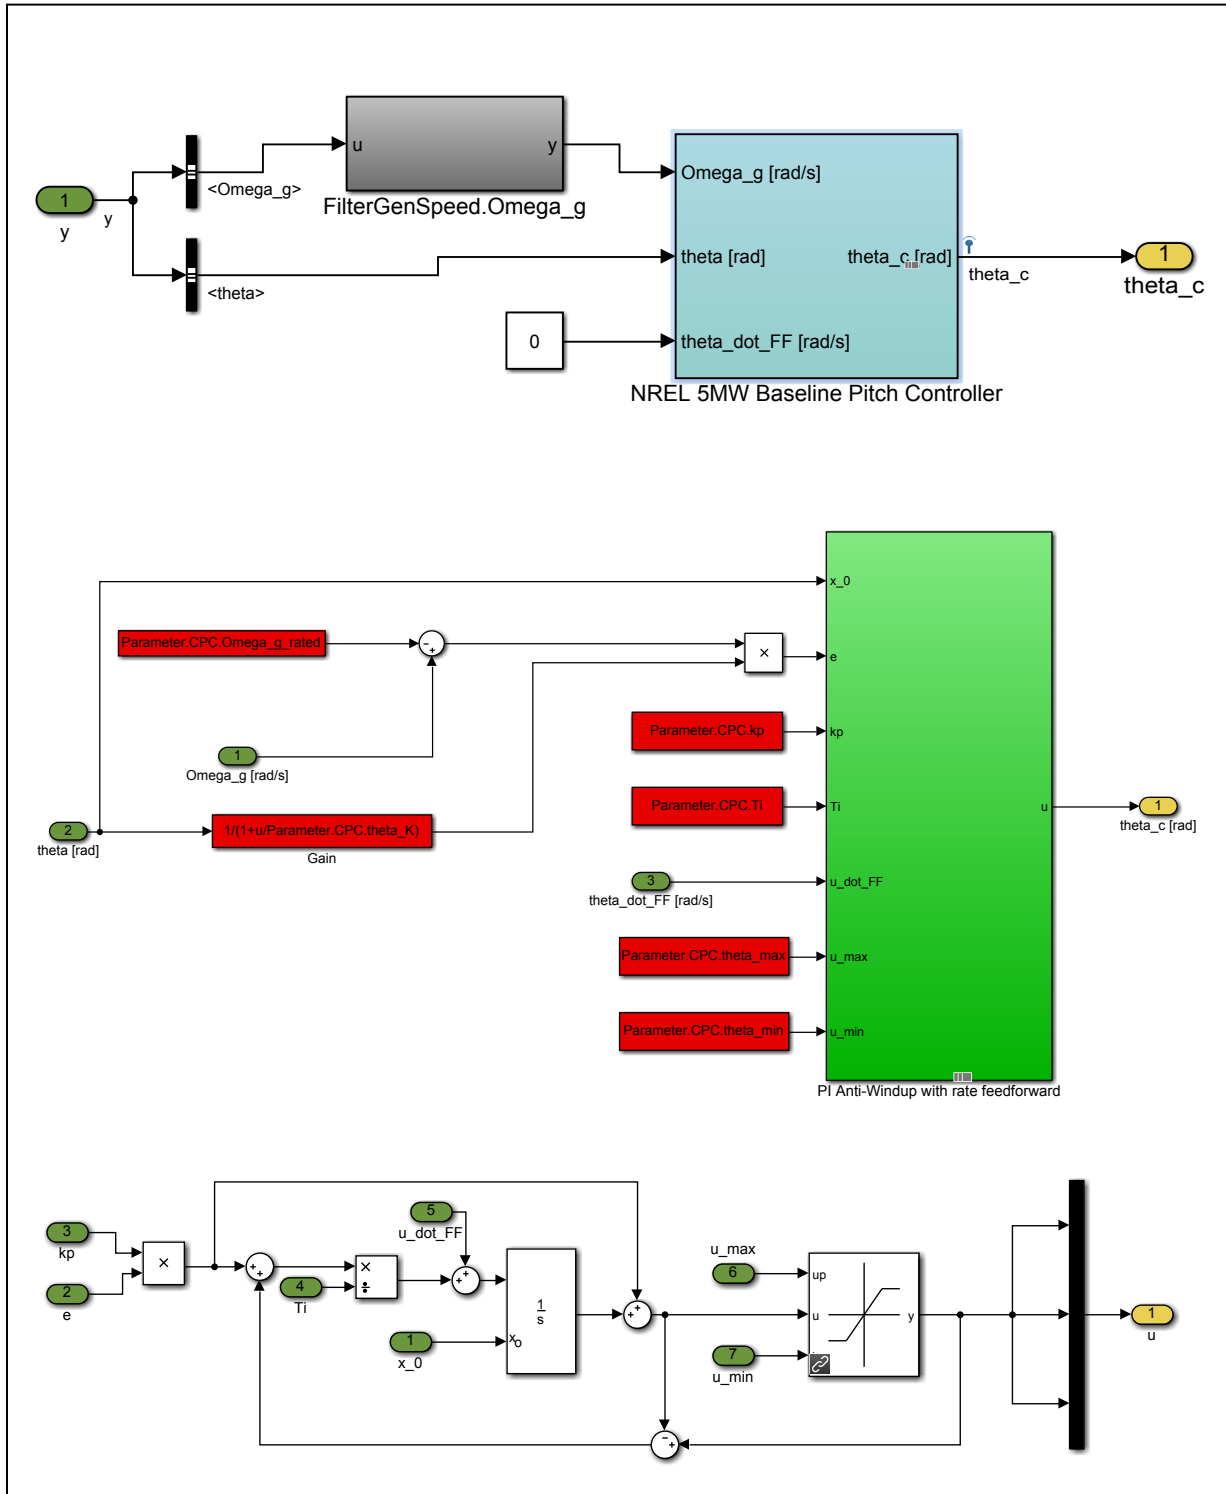 1
y
y
<Omega_g>
<theta>
u
y
FilterGenSpeed.Omega_g
0
Omega_g [rad/s]
theta [rad]
theta_dot_FF [rad/s]
theta_c [rad]
NREL 5MW Baseline Pitch Controller
theta_c
1
theta_c
Parameter.CPC.Omega_g_rated
-
+
×
1
Omega_g [rad/s]
2
theta [rad]
1/(1+u/Parameter.CPC.theta_K)
Gain
Parameter.CPC.kp
Parameter.CPC.Ti
3
theta_dot_FF [rad/s]
Parameter.CPC.theta_max
Parameter.CPC.theta_min
x_0
e
kp
Ti
u_dot_FF
u_max
u_min
u
PI Anti-Windup with rate feedforward
1
theta_c [rad]
3
kp
2
e
×
+
+
4
Ti
×
÷
5
u_dot_FF
+
+
1
x_0
1
s
xo
+
+
u_max
6
7
u_min
up
u
y
-
+
1
u